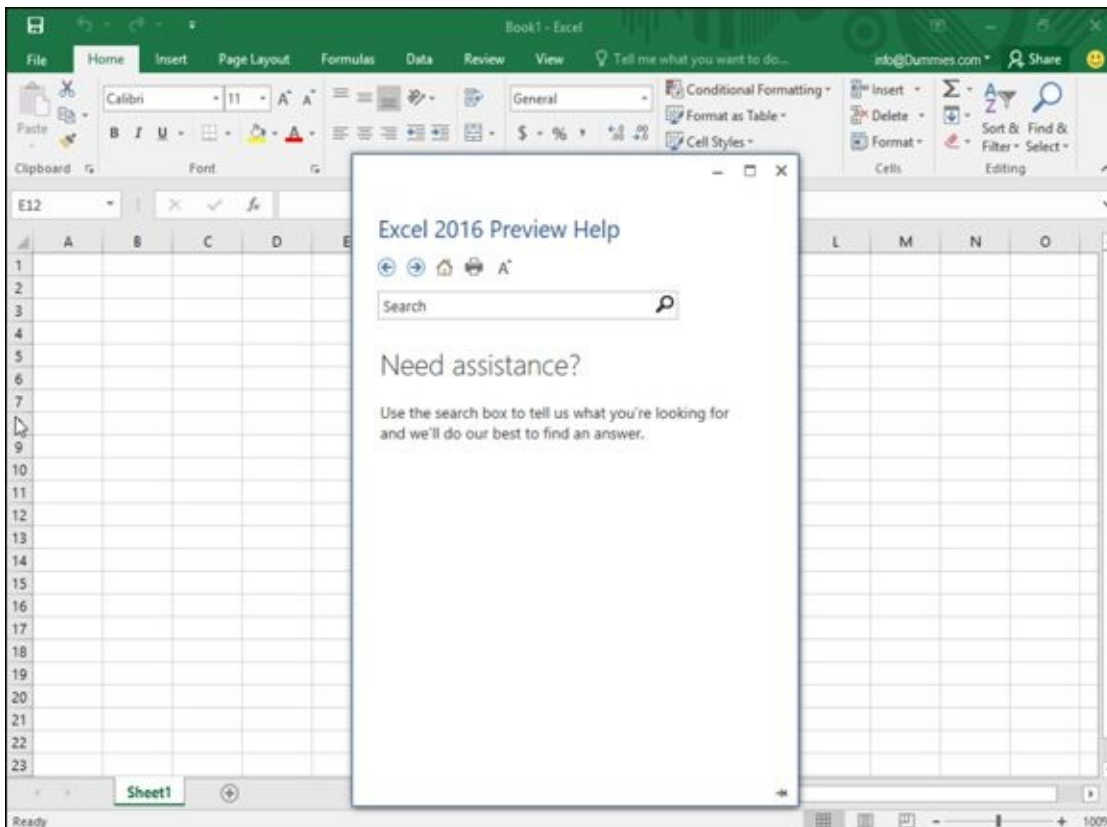 Book1 - Excel
File Home Insert Page Layout Formulas Data Review View Tell me what you want to do... info@Dummies.com Share
Calibri 11 A A General Conditional Formatting Insert Σ A Z
Paste Format as Table Delete Sort & Find &
B I U A $ % , Cell Styles Format Filter Select
Clipboard Font Cells Editing
E12 fx
A B C D E L M N O
Excel 2016 Preview Help
A
Search
Need assistance?
Use the search box to tell us what you're looking for
and we'll do our best to find an answer.
1
2
3
4
5
6
7
9
10
11
12
13
14
15
16
17
18
19
20
21
22
23
Sheet1
Ready 100%